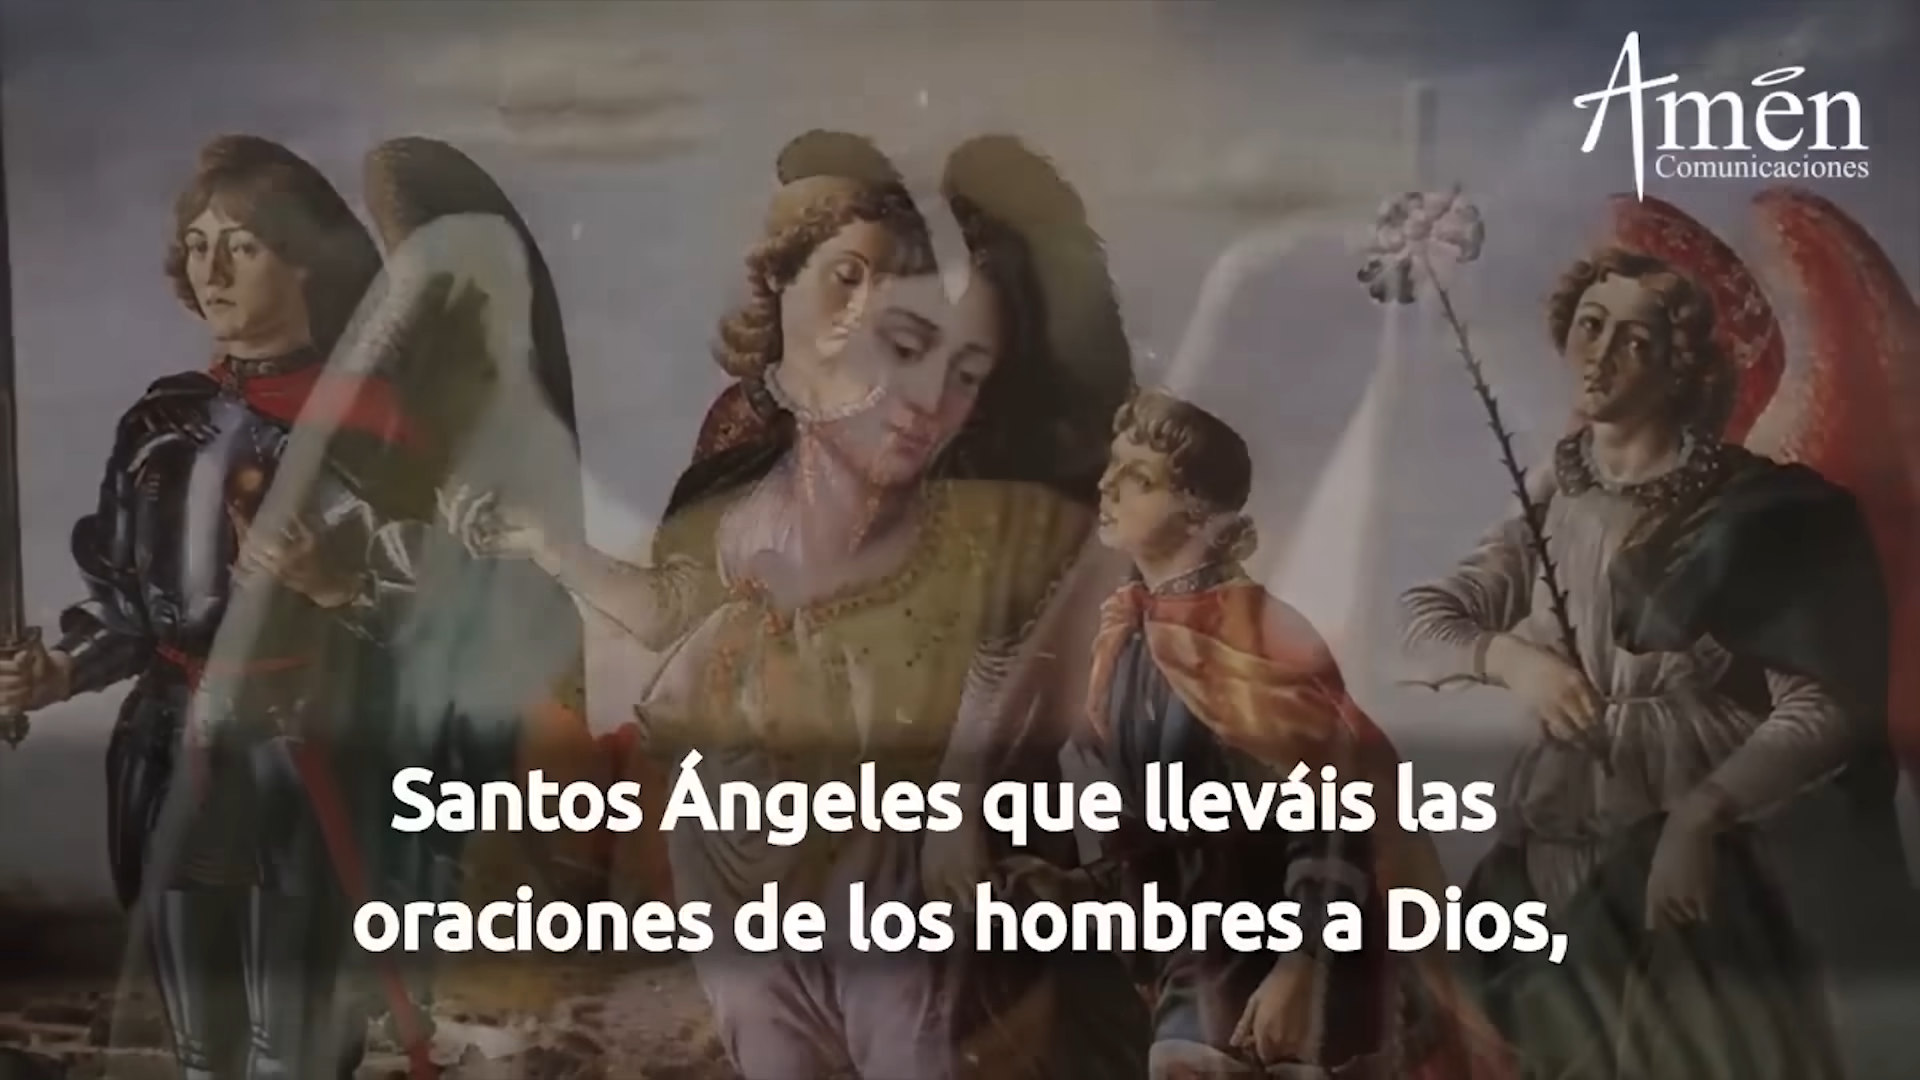 Amén
Comunicaciones
Santos Ángeles que lleváis las
oraciones de los hombres a Dios,